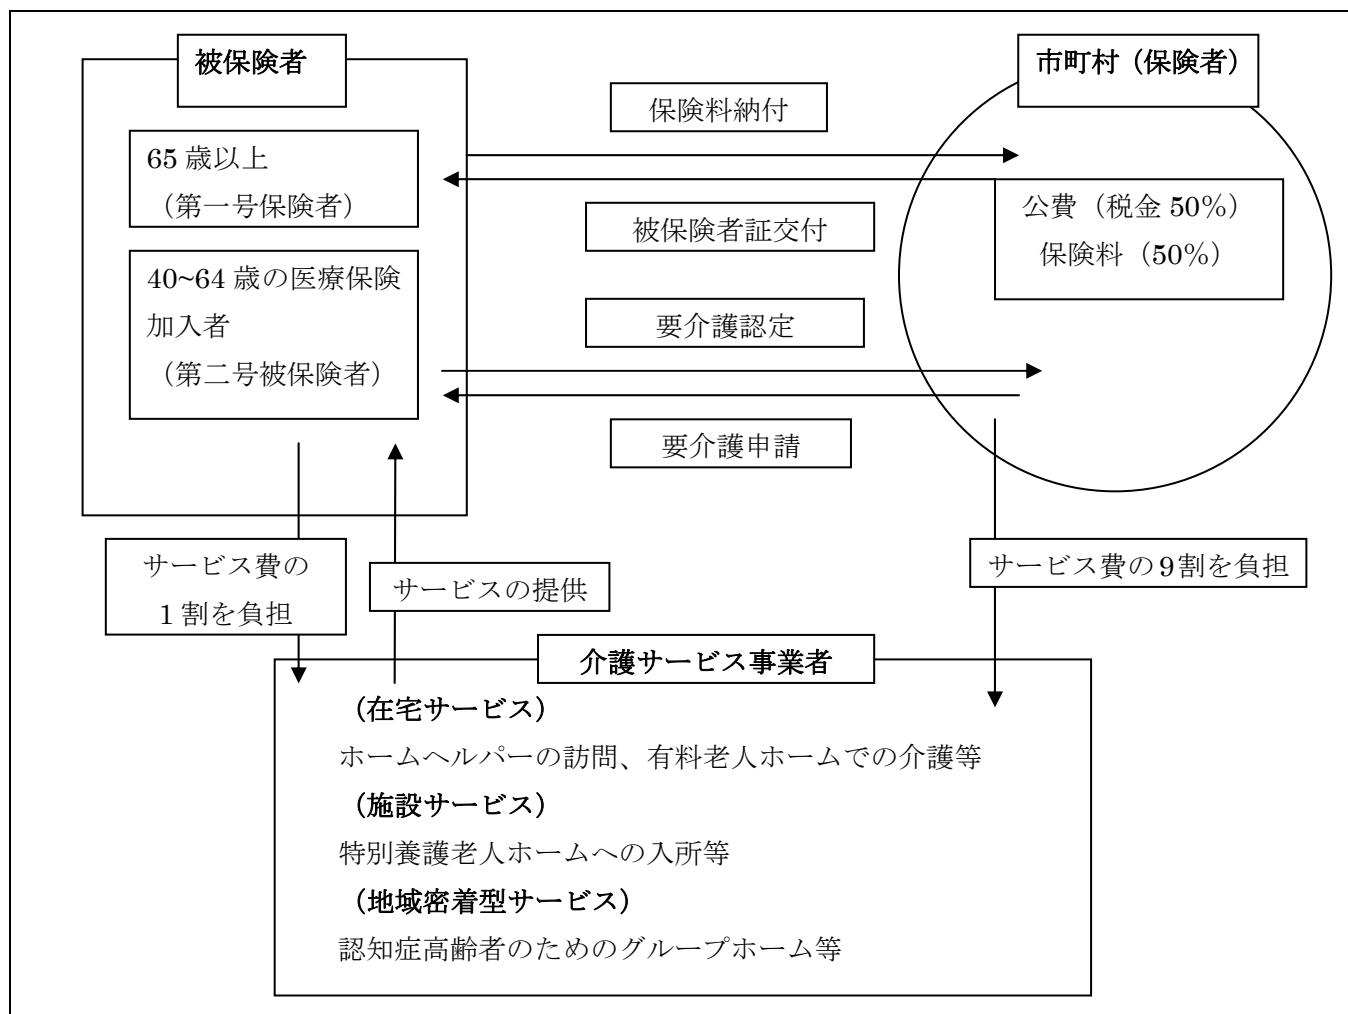 被保険者
市町村（保険者）
保険料納付
65歳以上
（第一号保険者）
公費（税金50％）
保険料（50％）
被保険者証交付
40~64歳の医療保険
加入者
（第二号被保険者）
要介護認定
要介護申請
サービス費の
1割を負担
サービスの提供
サービス費の9割を負担
介護サービス事業者
（在宅サービス）
ホームヘルパーの訪問、有料老人ホームでの介護等
（施設サービス）
特別養護老人ホームへの入所等
（地域密着型サービス）
認知症高齢者のためのグループホーム等